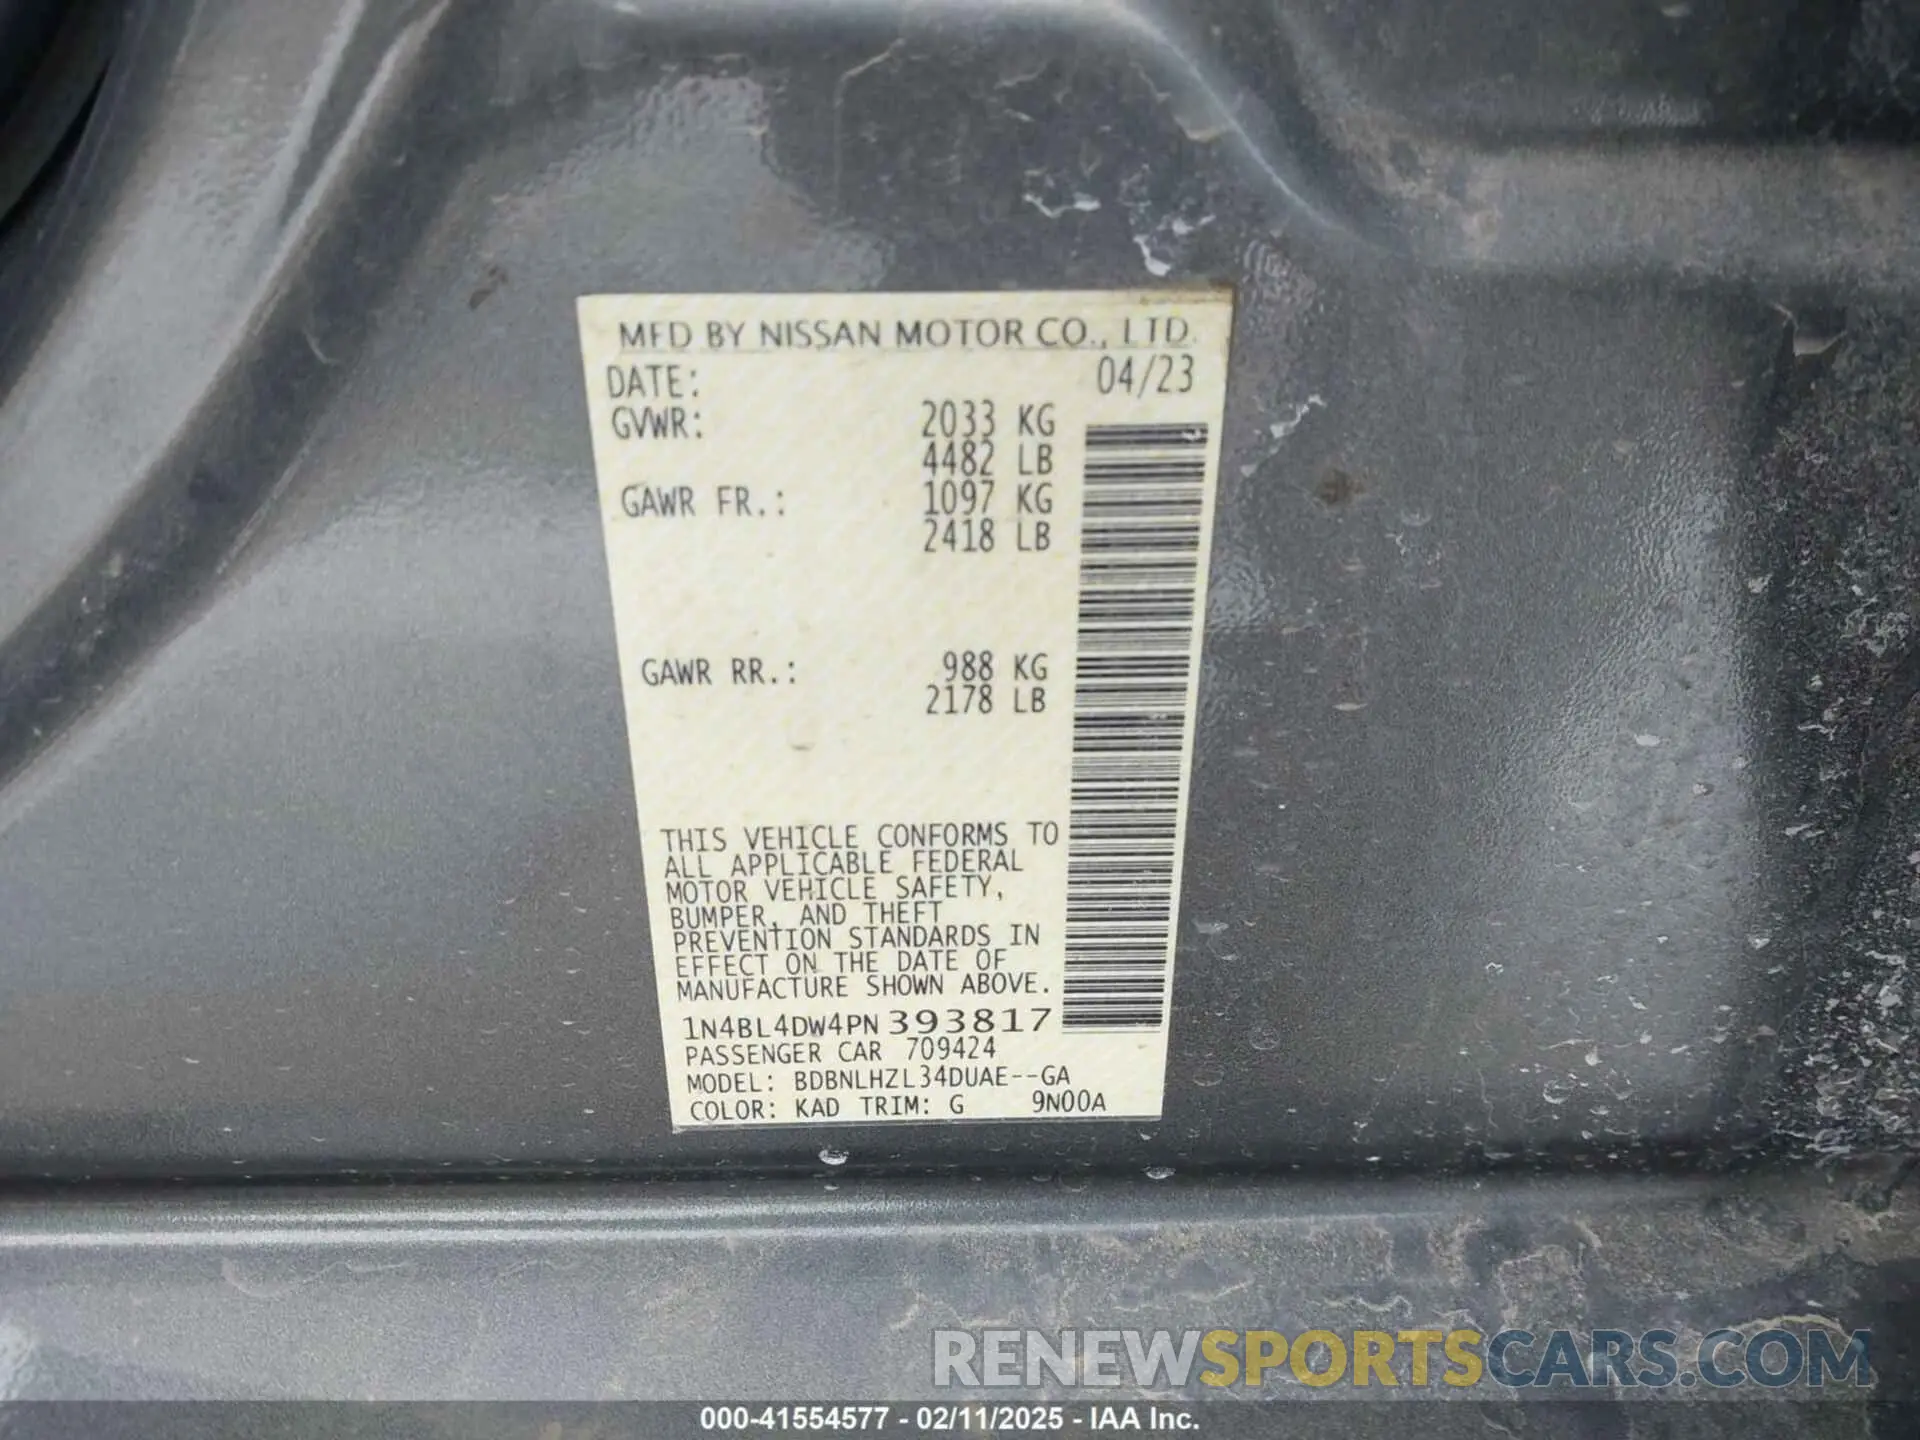 MFD BY NISSAN MOTOR CO., LTD.
DATE: 04/23
GVWR: 2033 KG
4482 LB
GAWR FR.: 1097 KG
2418 LB
GAWR RR.: 988 KG
2178 LB
THIS VEHICLE CONFORMS TO
ALL APPLICABLE FEDERAL
MOTOR VEHICLE SAFETY,
BUMPER, AND THEFT
PREVENTION STANDARDS IN
EFFECT ON THE DATE OF
MANUFACTURE SHOWN ABOVE.
1N4BL4DW4PN393817
PASSENGER CAR 709424
MODEL: BDBNLHZL34DUAE--GA
COLOR: KAD TRIM: G 9N00A
RENEWSPORTSCARS.COM
000-41554577 - 02/11/2025 - IAA Inc.